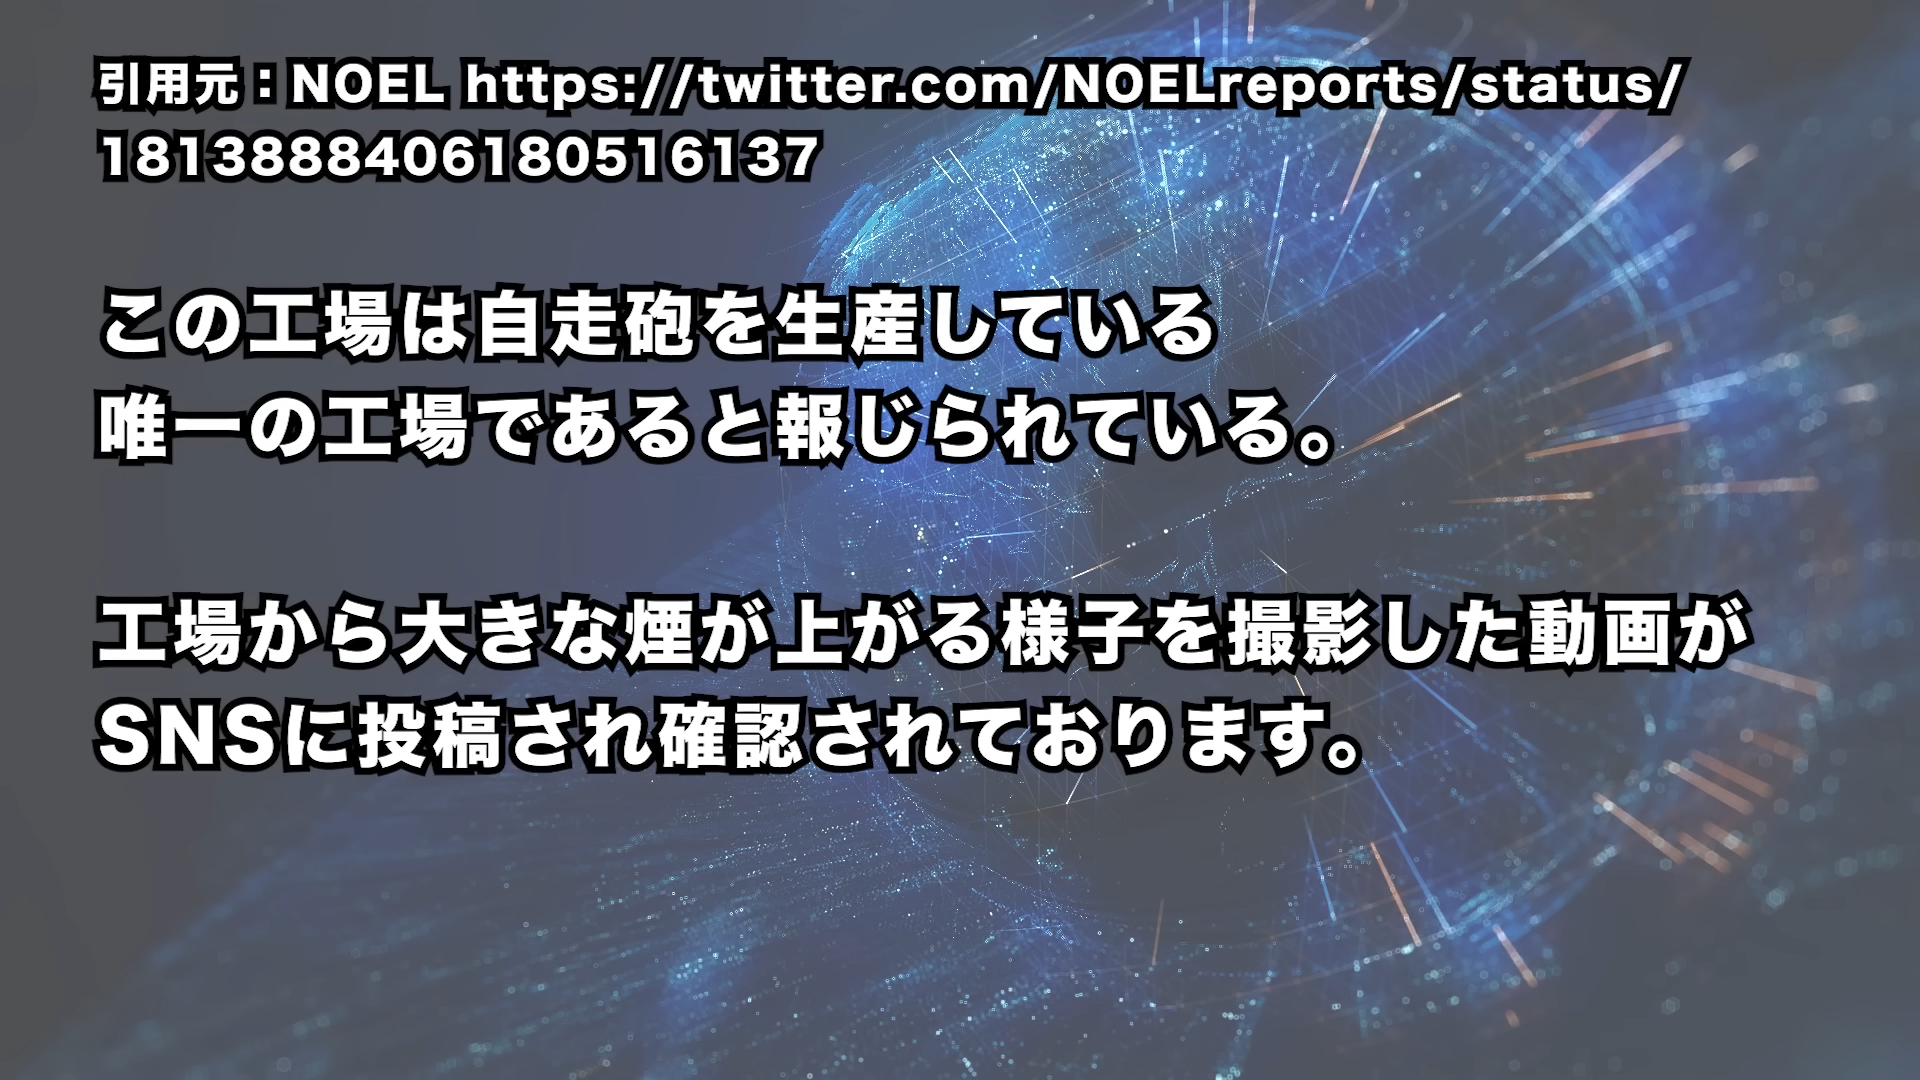 引用元：NOEL https://twitter.com/NOELreports/status/
1813888406180516137
この工場は自走砲を生産している
唯一の工場であると報じられている。
工場から大きな煙が上がる様子を撮影した動画が
SNSに投稿され確認されております。